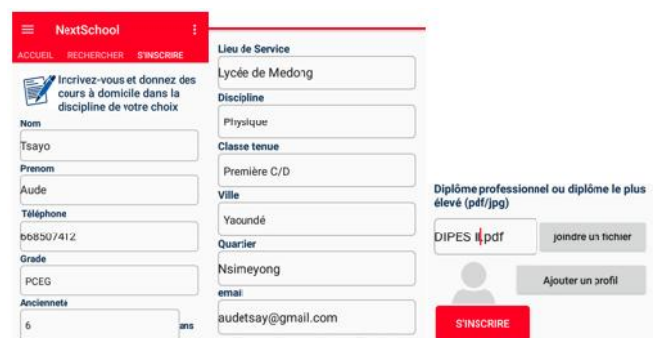 NextSchool
ACCUEIL RECHERCHER S'INSCRIRE
Incrivez-vous et donnez des
cours à domicile dans la
discipline de votre choix
Nom
Tsayo
Prenom
Aude
Téléphone
668507412
Grade
PCEG
Ancienneté
6 ans
Lieu de Service
Lycée de Medong
Discipline
Physique
Classe tenue
Première C/D
Ville
Yaoundé
Quartier
Nsimeyong
email
audetsay@gmail.com
Diplôme professionnel ou diplôme le plus
élevé (pdf/jpg)
DIPES II.pdf joindre un fichier
Ajouter un profil
S'INSCRIRE